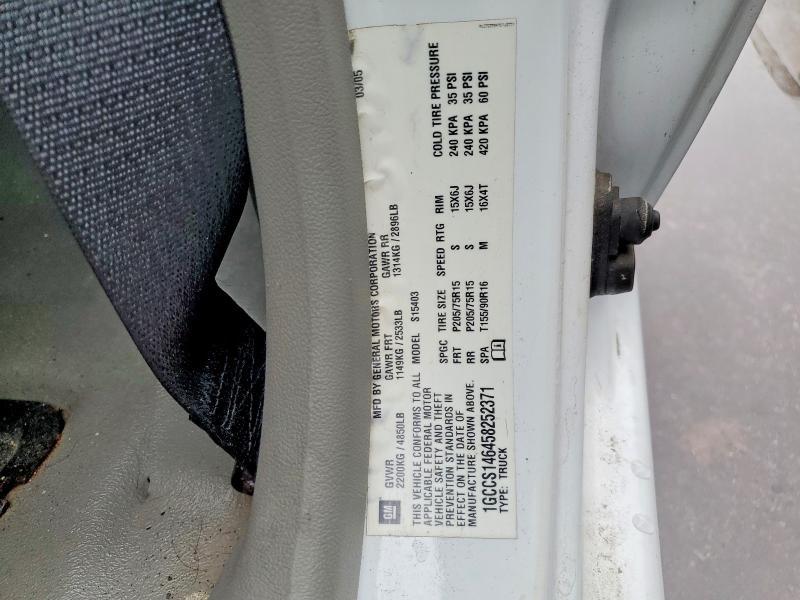 03/05
MFD BY GENERAL MOTORS CORPORATION
GM GVWR GAWR FRT GAWR RR
2200KG / 4850LB 1149KG / 2533LB 1314KG / 2896LB
THIS VEHICLE CONFORMS TO ALL MODEL S15403
APPLICABLE FEDERAL MOTOR
VEHICLE SAFETY AND THEFT
PREVENTION STANDARDS IN
EFFECT ON THE DATE OF
MANUFACTURE SHOWN ABOVE.
1GCCS146458252371
TYPE: TRUCK
SPGC TIRE SIZE SPEED RTG RIM COLD TIRE PRESSURE
FRT P205/75R15 S 15X6J 240 KPA 35 PSI
RR P205/75R15 S 15X6J 240 KPA 35 PSI
SPA T155/90R16 M 16X4T 420 KPA 60 PSI